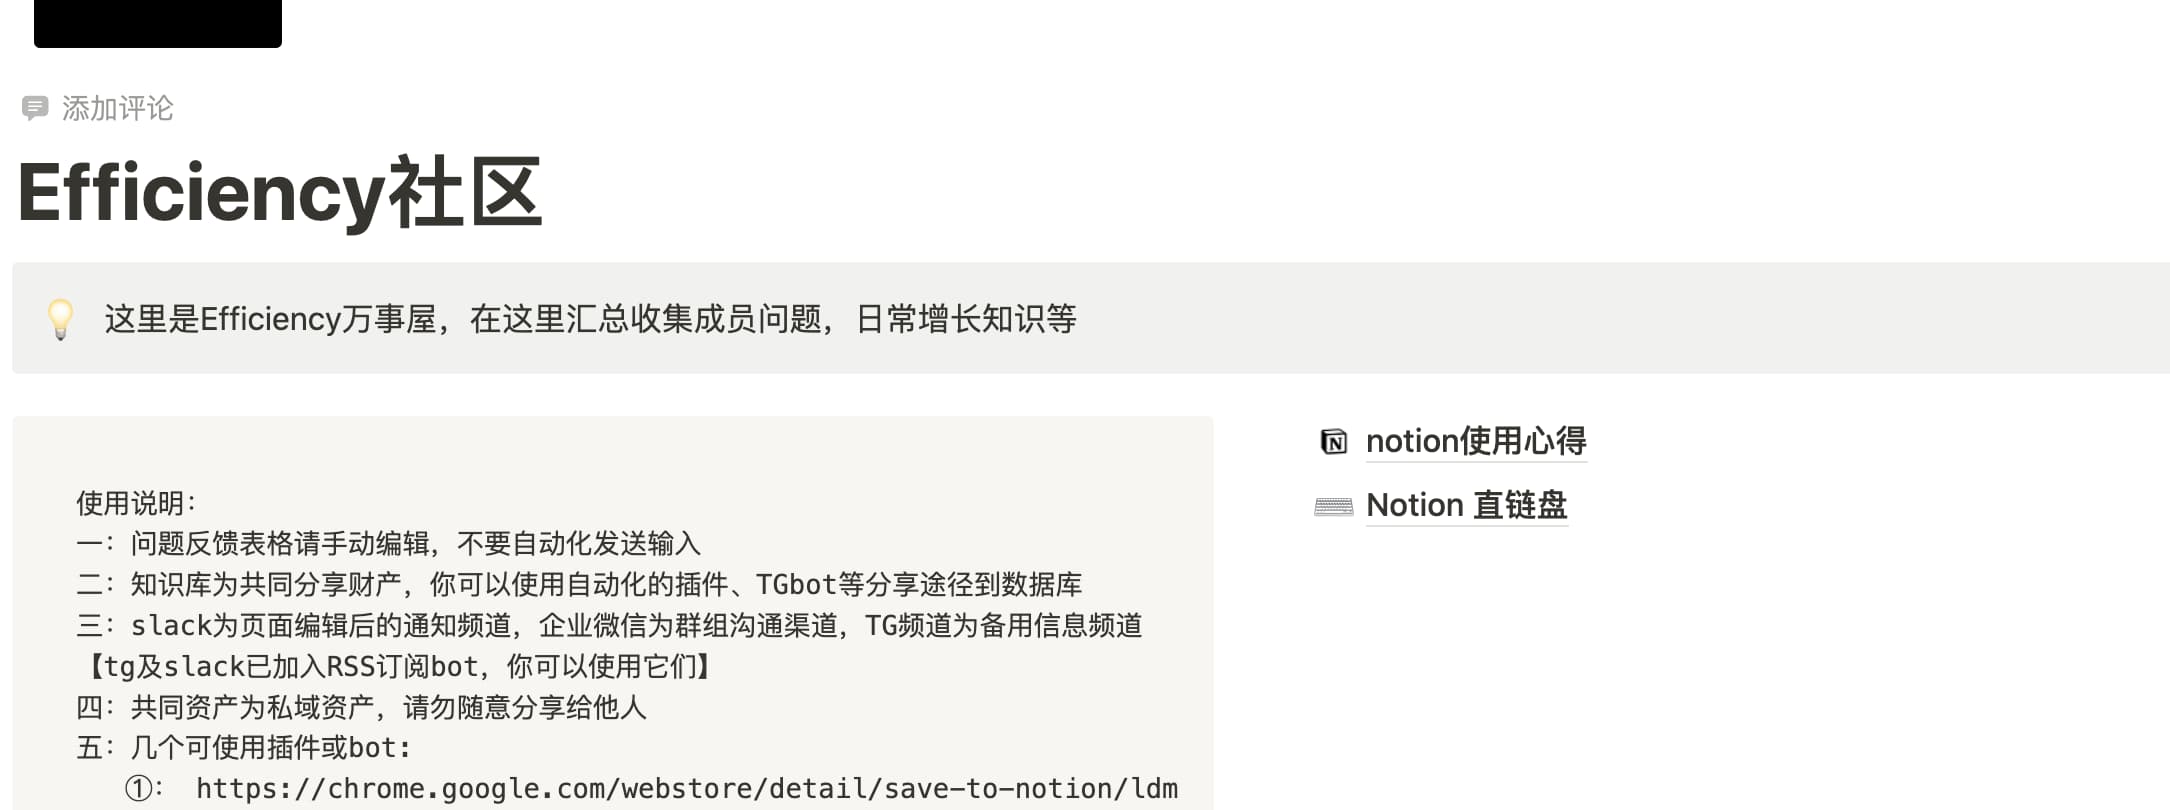 添加评论
Efficiency社区
这里是Efficiency万事屋，在这里汇总收集成员问题，日常增长知识等
使用说明：
一：问题反馈表格请手动编辑，不要自动化发送输入
二：知识库为共同分享财产，你可以使用自动化的插件、TGbot等分享途径到数据库
三：slack为页面编辑后的通知频道，企业微信为群组沟通渠道，TG频道为备用信息频道
【tg及slack已加入RSS订阅bot，你可以使用它们】
四：共同资产为私域资产，请勿随意分享给他人
五：几个可使用插件或bot:
①： https://chrome.google.com/webstore/detail/save-to-notion/ldm
notion使用心得
Notion 直链盘